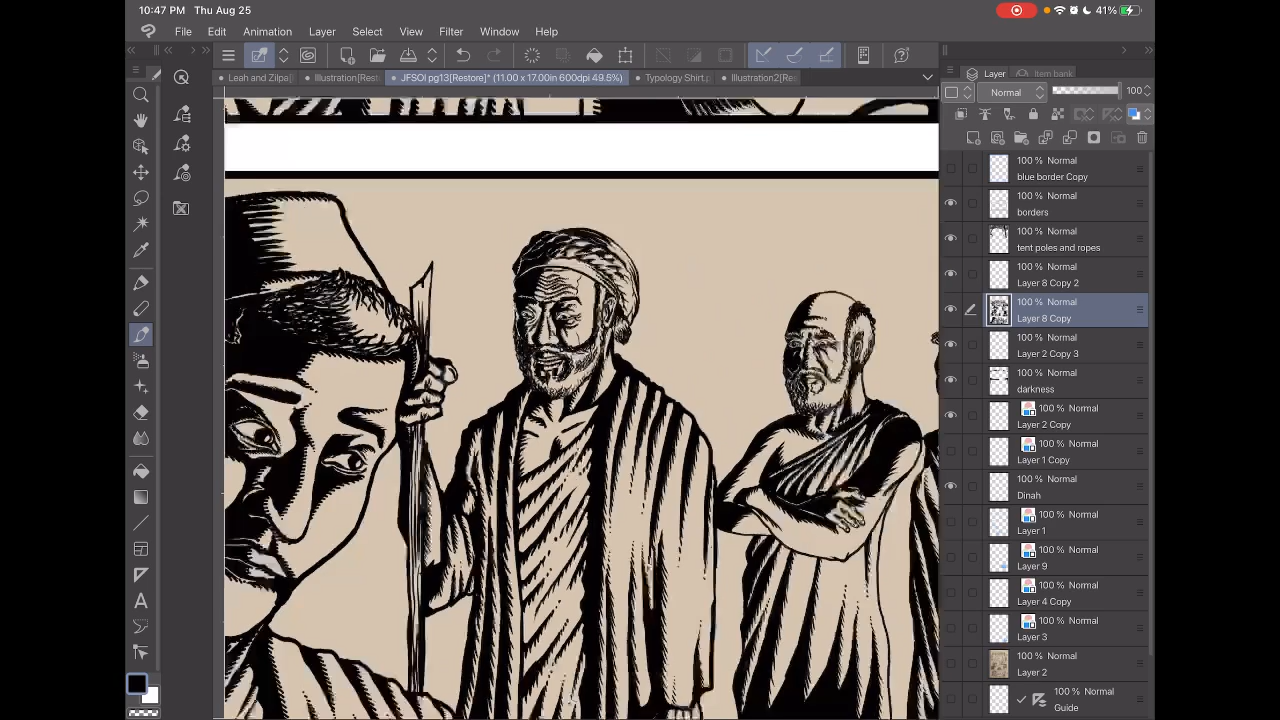 10:47 PM Thu Aug 25
41%
File Edit Animation Layer Select View Filter Window Help
Leah and Zilpa[ Illustration[Rest JFSOI pg13[Restore]* (11.00 x 17.00in 600dpi 49.5%) Typology Shirt. Illustration2[Res
Layer Item bank
Normal 100
100 % Normal
blue border Copy
100 % Normal
borders
100 % Normal
tent poles and ropes
100 % Normal
Layer 8 Copy 2
100 % Normal
Layer 8 Copy
100 % Normal
Layer 2 Copy 3
100 % Normal
darkness
100 % Normal
Layer 2 Copy
100 % Normal
Layer 1 Copy
100 % Normal
Dinah
100 % Normal
Layer 1
100 % Normal
Layer 9
100 % Normal
Layer 4 Copy
100 % Normal
Layer 3
100 % Normal
Layer 2
100 % Normal
Guide